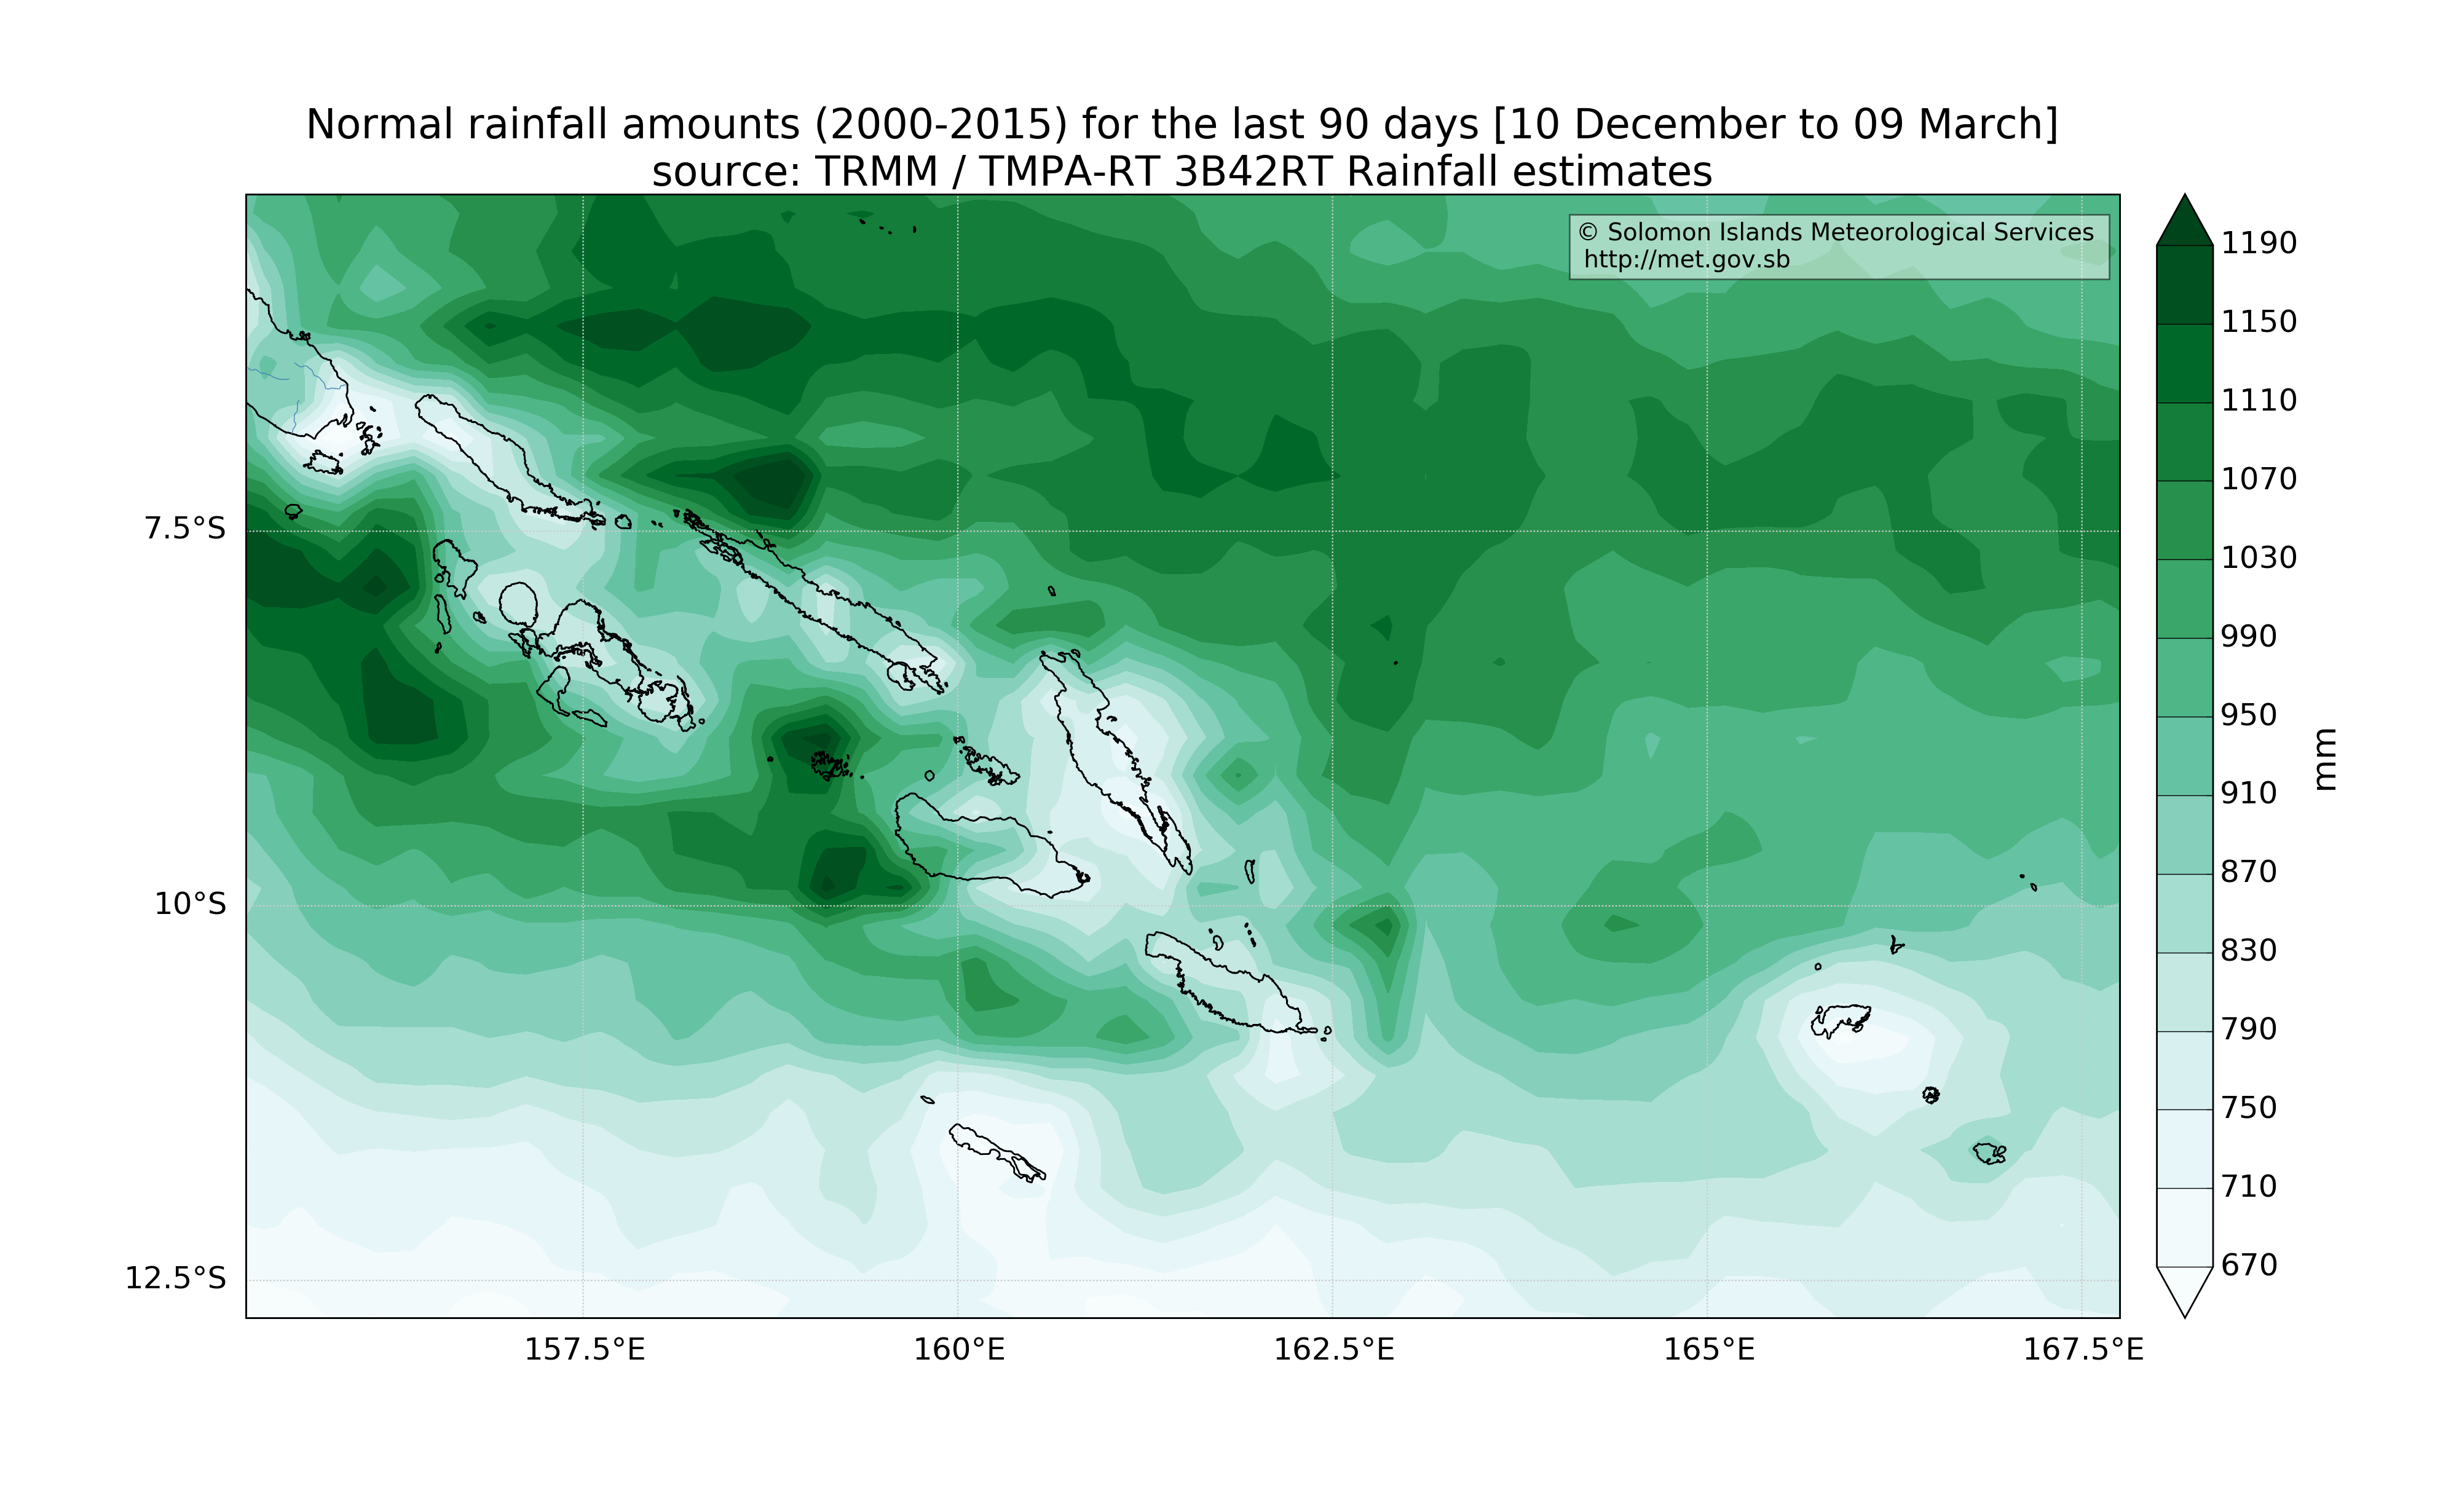 Normal rainfall amounts (2000-2015) for the last 90 days [10 December to 09 March]
source: TRMM / TMPA-RT 3B42RT Rainfall estimates
© Solomon Islands Meteorological Services
http://met.gov.sb
7.5°S
10°S
12.5°S
157.5°E
160°E
162.5°E
165°E
167.5°E
1190
1150
1110
1070
1030
990
950
910
870
830
790
750
710
670
mm